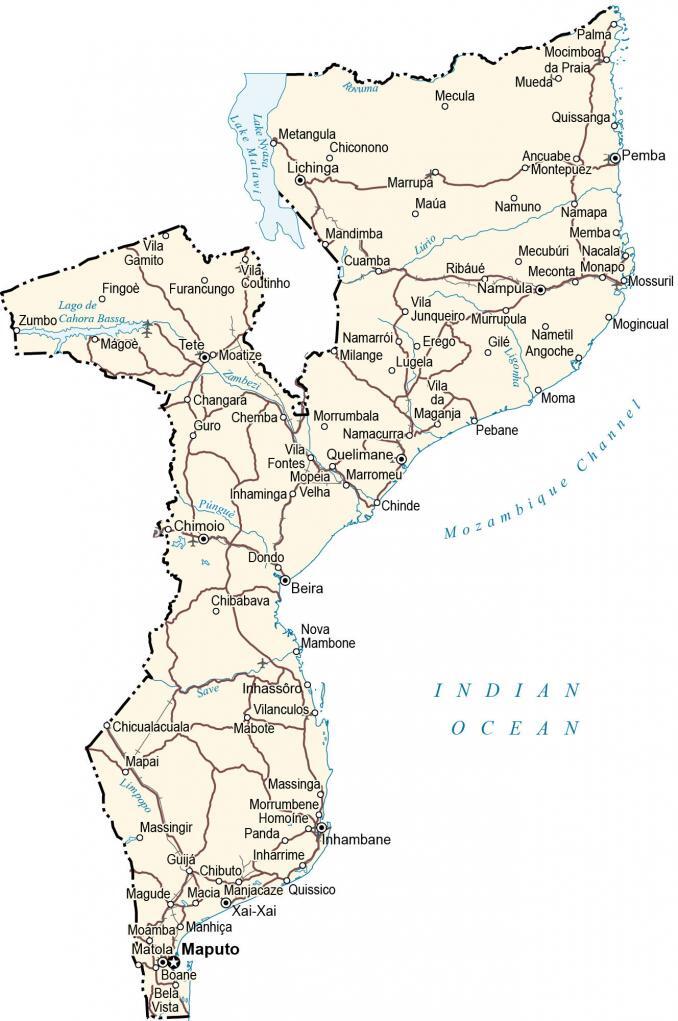 Palma
Mocimboa
da Praia
Rovuma
Mueda
Mecula
Quissanga
Lake Nyasa
Lake Malawi
Metangula
Chiconono
Ancuabe
Pemba
Lichinga
Montepuez
Marrupa
Maúa
Namuno
Namapa
Mandimba
Lúrio
Memba
Vila
Gamito
Cuamba
Mecubúri
Nacala
Vila
Coutinho
Ribáué
Meconta
Monapo
Fingoè
Furancungo
Nampula
Mossuril
Lago de
Cahora Bassa
Vila
Junqueiro
Murrupula
Mogincual
Zumbo
Namarrói
Erego
Gilé
Nametil
Mágoè
Tete
Moatize
Milange
Lugela
Ligonha
Angoche
Zambezi
Vila
da
Maganja
Moma
Changara
Chemba
Morrumbala
Guro
Namacurra
Pebane
Mozambique Channel
Vila
Fontes
Quelimane
Mopeia
Velha
Marromeu
Inhaminga
Chinde
Púngué
Chimoio
Dondo
Beira
Chibabava
Nova
Mambone
Save
Inhassôro
INDIAN
OCEAN
Vilanculos
Chicualacuala
Mabote
Mapai
Limpopo
Massinga
Morrumbene
Homoíne
Massingir
Panda
Inhambane
Inharrime
Guijá
Chibuto
Quissico
Magude
Macia
Manjacaze
Xai-Xai
Moamba
Manhiça
Matola
Maputo
Boane
Bela
Vista